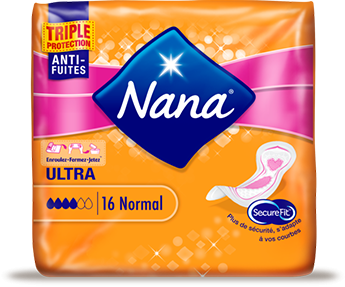 TRIPLE
PROTECTION
ANTI-
FUITES
Nana®
Enroulez-Fermez-Jetez
ULTRA
16 Normal
SecureFit
Plus de sécurité, s'adapte
à vos courbes